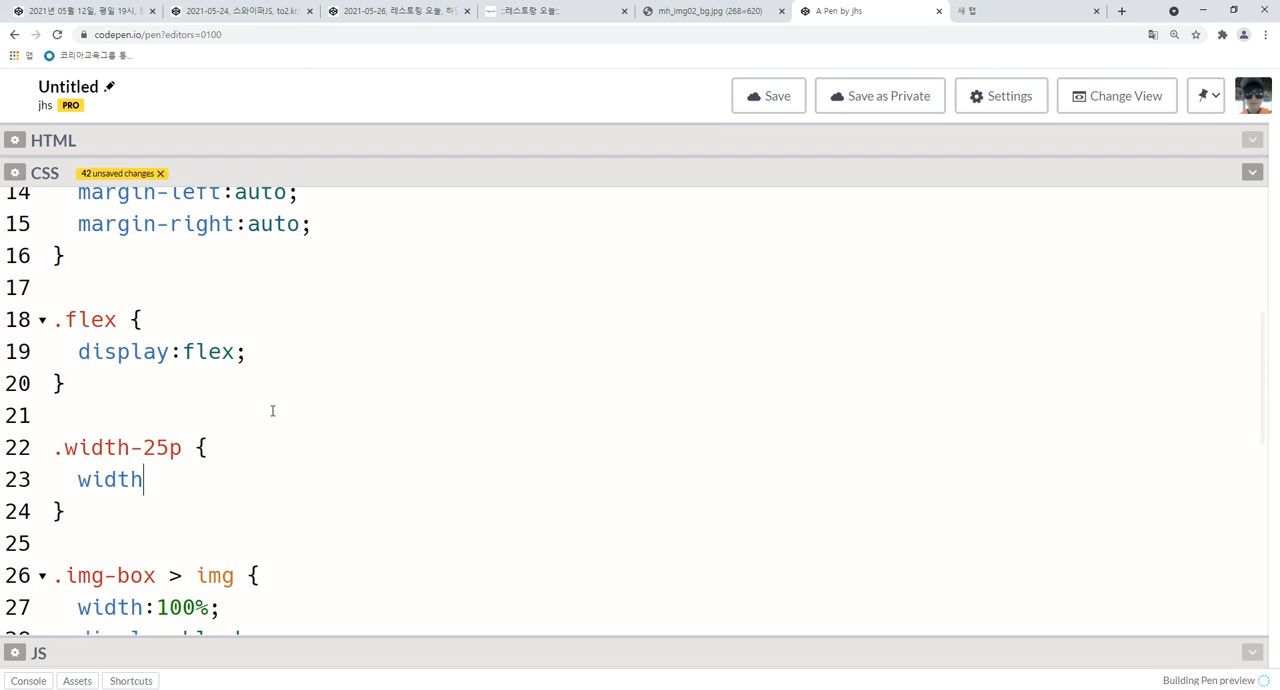 2021년 05월 12일, 평일 19시,
2021-05-24, 스와이퍼JS, to2.kr
2021-05-26, 레스토랑 오늘, 하
::레스토랑 오늘::
mh_img02_bg.jpg (268×620)
A Pen by jhs
새 탭
codepen.io/pen?editors=0100
앱
코리아교육그룹 통...
Untitled
jhs PRO
Save
Save as Private
Settings
Change View
HTML
CSS 42 unsaved changes
14 margin-left:auto;
15 margin-right:auto;
16 }
17
18 .flex {
19 display:flex;
20 }
21
22 .width-25p {
23 width
24 }
25
26 .img-box > img {
27 width:100%;
28
JS
Console
Assets
Shortcuts
Building Pen preview